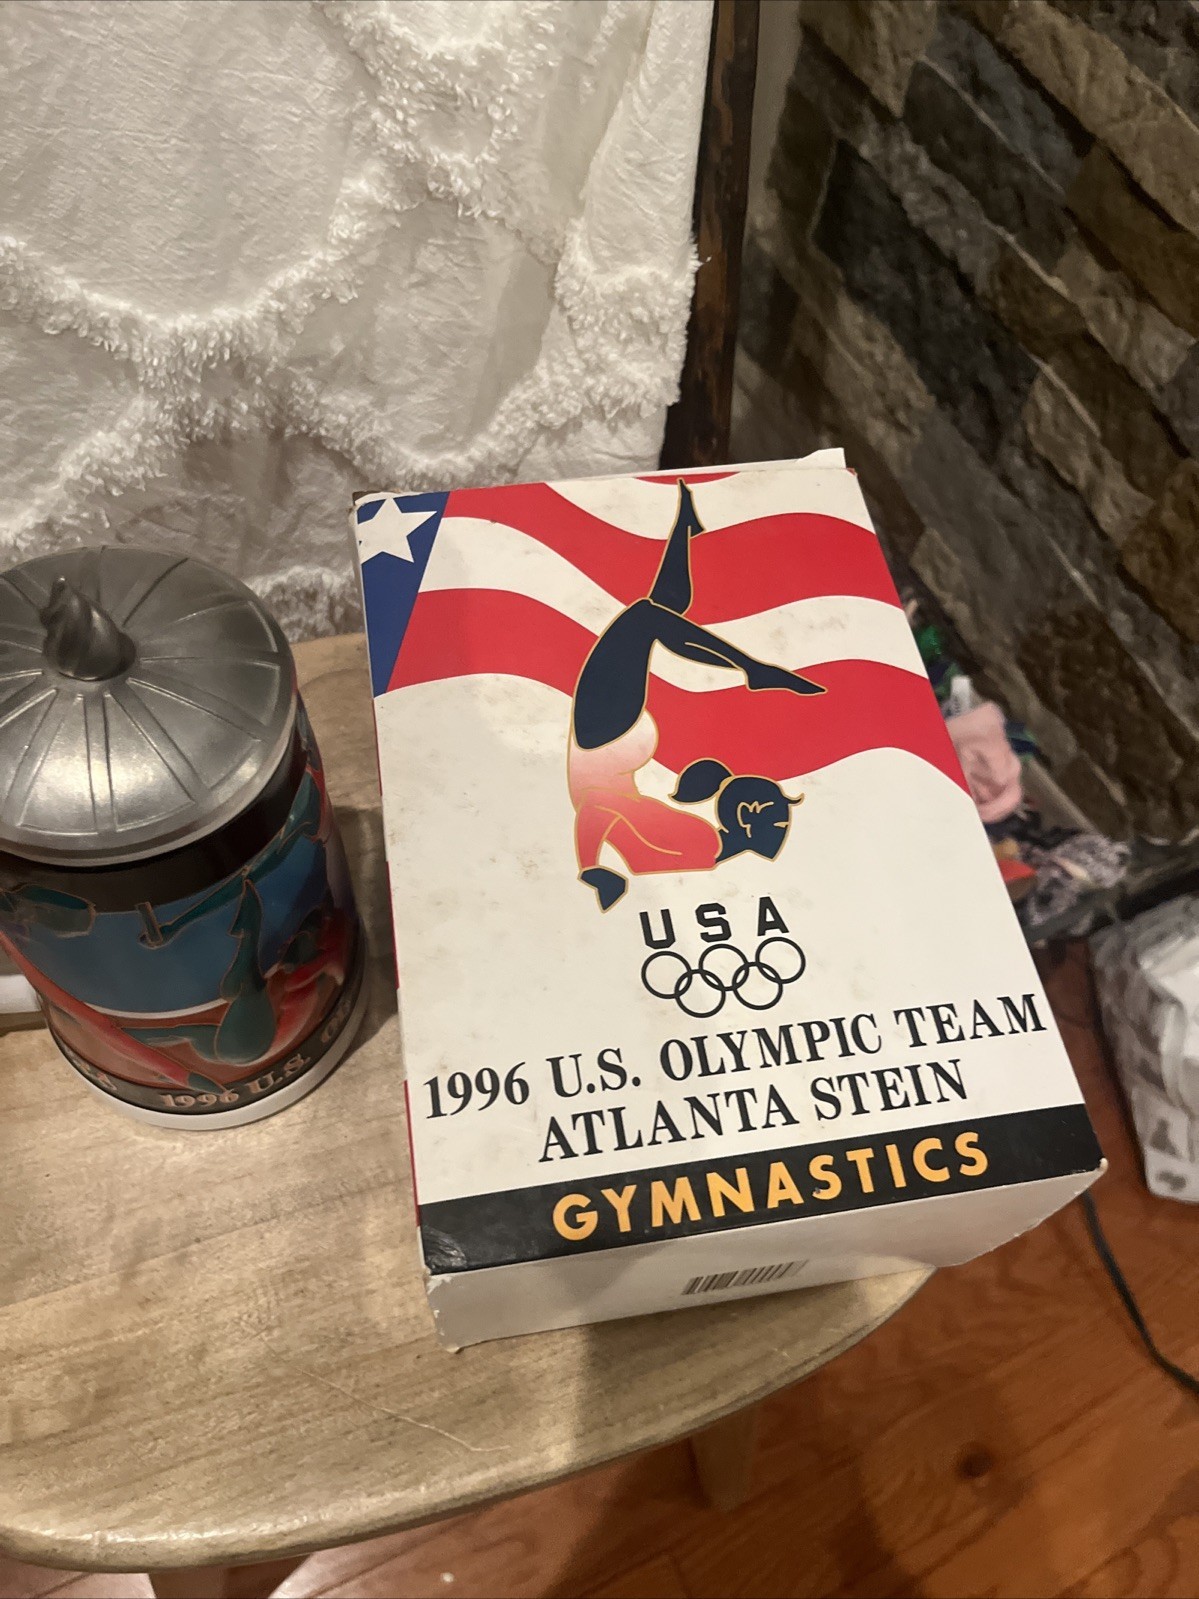 USA
1996 U.S. OLYMPIC TEAM
ATLANTA STEIN
GYMNASTICS
1996 U.S.